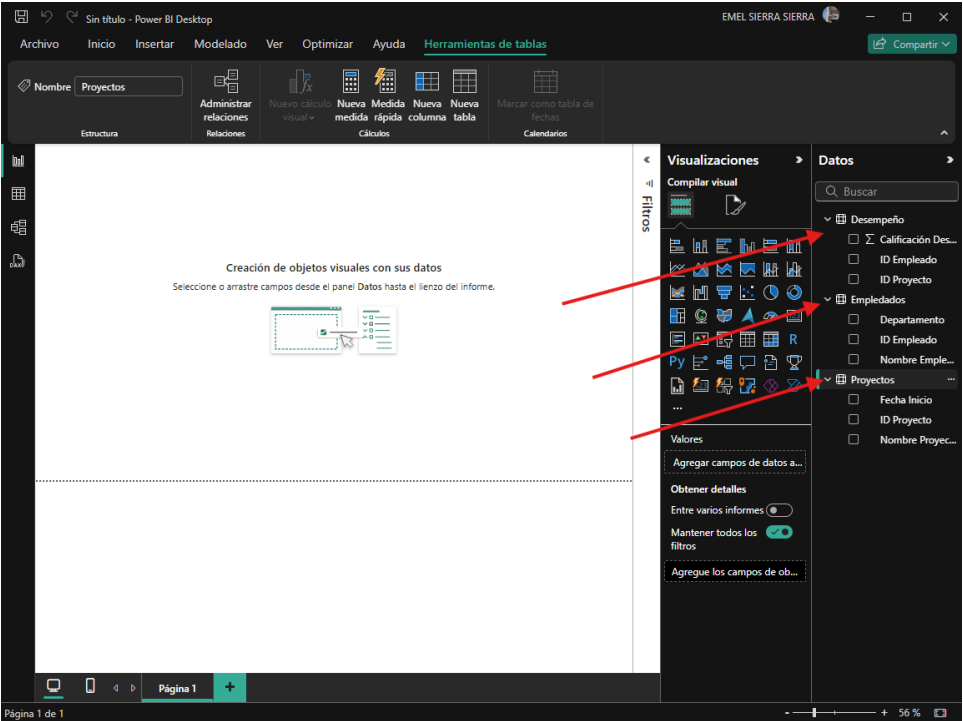 Sin título - Power BI Desktop
EMEL SIERRA SIERRA
Archivo Inicio Insertar Modelado Ver Optimizar Ayuda Herramientas de tablas
Compartir
Nombre Proyectos
Administrar relaciones
Nuevo cálculo visual
Nueva medida
Medida rápida
Nueva columna
Nueva tabla
Marcar como tabla de fechas
Estructura
Relaciones
Cálculos
Calendarios
Creación de objetos visuales con sus datos
Seleccione o arrastre campos desde el panel Datos hasta el lienzo del informe.
Filtros
Visualizaciones
Compilar visual
R
Py
...
Valores
Agregar campos de datos a...
Obtener detalles
Entre varios informes
Mantener todos los
filtros
Agregue los campos de ob...
Datos
Buscar
Desempeño
∑ Calificación Des...
ID Empleado
ID Proyecto
Empledados
Departamento
ID Empleado
Nombre Emple...
Proyectos ...
Fecha Inicio
ID Proyecto
Nombre Proyec...
DAX
Página 1
+
Página 1 de 1
- + 56 %